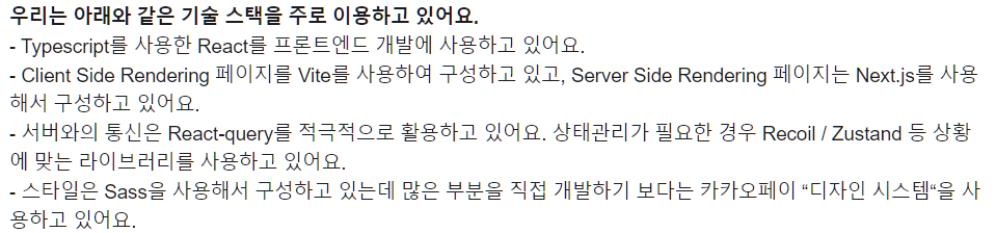 우리는 아래와 같은 기술 스택을 주로 이용하고 있어요.
- Typescript를 사용한 React를 프론트엔드 개발에 사용하고 있어요.
- Client Side Rendering 페이지를 Vite를 사용하여 구성하고 있고, Server Side Rendering 페이지는 Next.js를 사용
해서 구성하고 있어요.
- 서버와의 통신은 React-query를 적극적으로 활용하고 있어요. 상태관리가 필요한 경우 Recoil / Zustand 등 상황
에 맞는 라이브러리를 사용하고 있어요.
- 스타일은 Sass을 사용해서 구성하고 있는데 많은 부분을 직접 개발하기 보다는 카카오페이 “디자인 시스템“을 사
용하고 있어요.